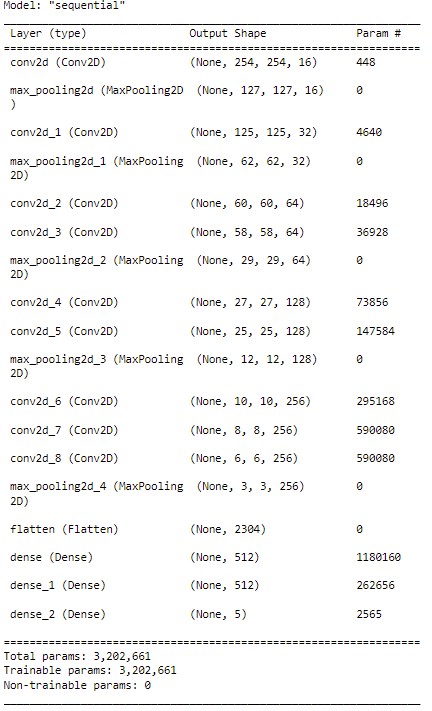 Model: "sequential"
_________________________________________________________________
Layer (type) Output Shape Param #
=================================================================
conv2d (Conv2D) (None, 254, 254, 16) 448
max_pooling2d (MaxPooling2D (None, 127, 127, 16) 0
)
conv2d_1 (Conv2D) (None, 125, 125, 32) 4640
max_pooling2d_1 (MaxPooling (None, 62, 62, 32) 0
2D)
conv2d_2 (Conv2D) (None, 60, 60, 64) 18496
conv2d_3 (Conv2D) (None, 58, 58, 64) 36928
max_pooling2d_2 (MaxPooling (None, 29, 29, 64) 0
2D)
conv2d_4 (Conv2D) (None, 27, 27, 128) 73856
conv2d_5 (Conv2D) (None, 25, 25, 128) 147584
max_pooling2d_3 (MaxPooling (None, 12, 12, 128) 0
2D)
conv2d_6 (Conv2D) (None, 10, 10, 256) 295168
conv2d_7 (Conv2D) (None, 8, 8, 256) 590080
conv2d_8 (Conv2D) (None, 6, 6, 256) 590080
max_pooling2d_4 (MaxPooling (None, 3, 3, 256) 0
2D)
flatten (Flatten) (None, 2304) 0
dense (Dense) (None, 512) 1180160
dense_1 (Dense) (None, 512) 262656
dense_2 (Dense) (None, 5) 2565
=================================================================
Total params: 3,202,661
Trainable params: 3,202,661
Non-trainable params: 0
_________________________________________________________________